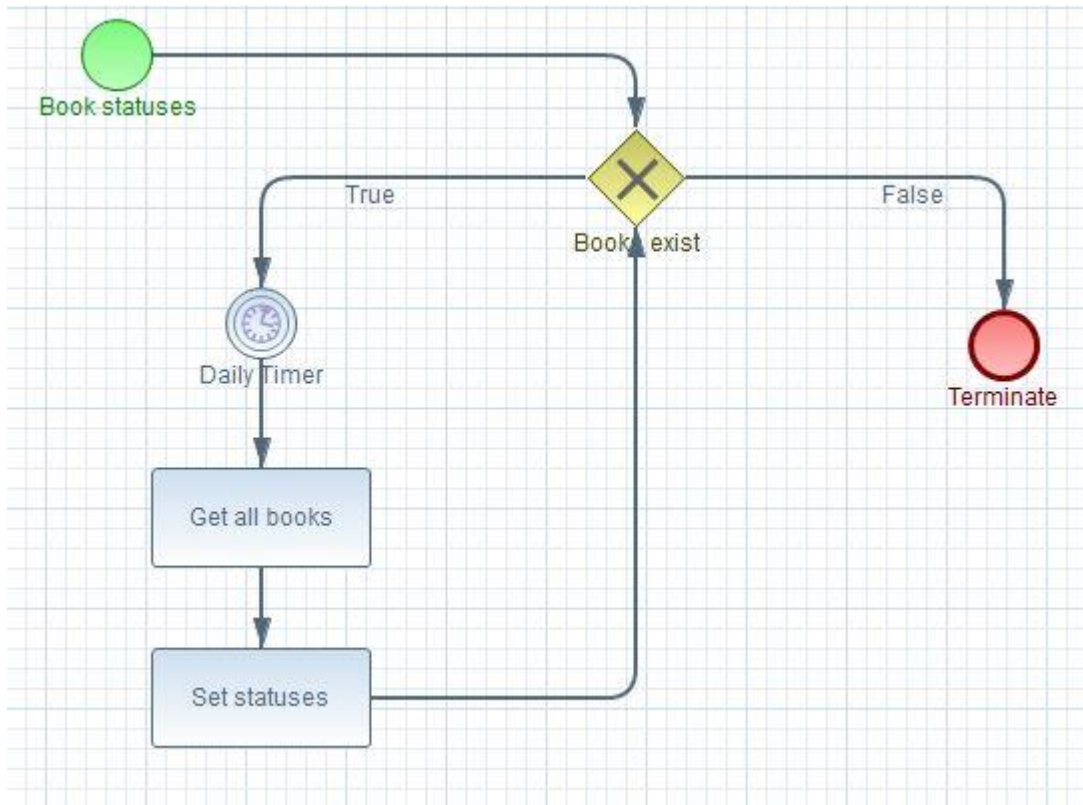 Book statuses
True
False
Books exist
Daily Timer
Terminate
Get all books
Set statuses